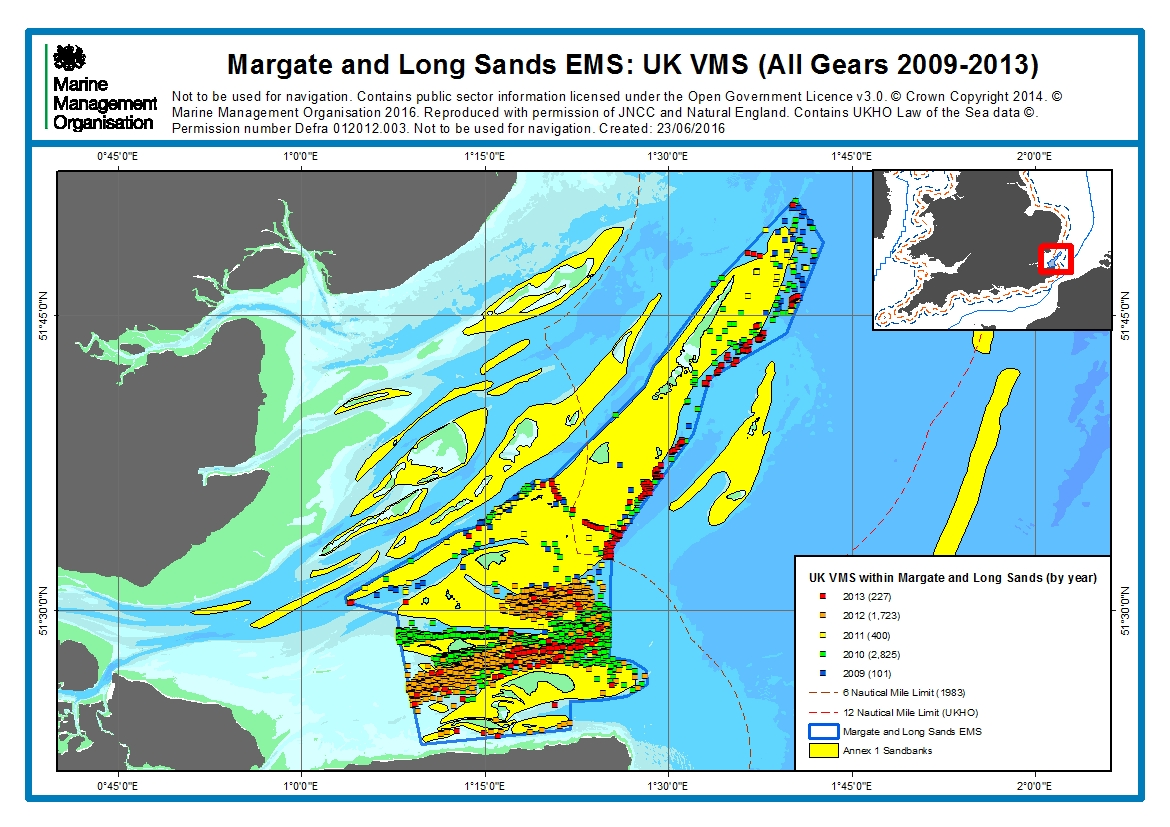 Margate and Long Sands EMS: UK VMS (All Gears 2009-2013)
Marine
Management
Organisation
Not to be used for navigation. Contains public sector information licensed under the Open Government Licence v3.0. © Crown Copyright 2014. ©
Marine Management Organisation 2016. Reproduced with permission of JNCC and Natural England. Contains UKHO Law of the Sea data ©.
Permission number Defra 012012.003. Not to be used for navigation. Created: 23/06/2016
0°45'0"E 1°0'0"E 1°15'0"E 1°30'0"E 1°45'0"E 2°0'0"E
51°45'0"N
51°45'0"N
51°30'0"N
51°30'0"N
UK VMS within Margate and Long Sands (by year)
2013 (227)
2012 (1,723)
2011 (400)
2010 (2,825)
2009 (101)
6 Nautical Mile Limit (1983)
12 Nautical Mile Limit (UKHO)
Margate and Long Sands EMS
Annex 1 Sandbanks
0°45'0"E 1°0'0"E 1°15'0"E 1°30'0"E 1°45'0"E 2°0'0"E